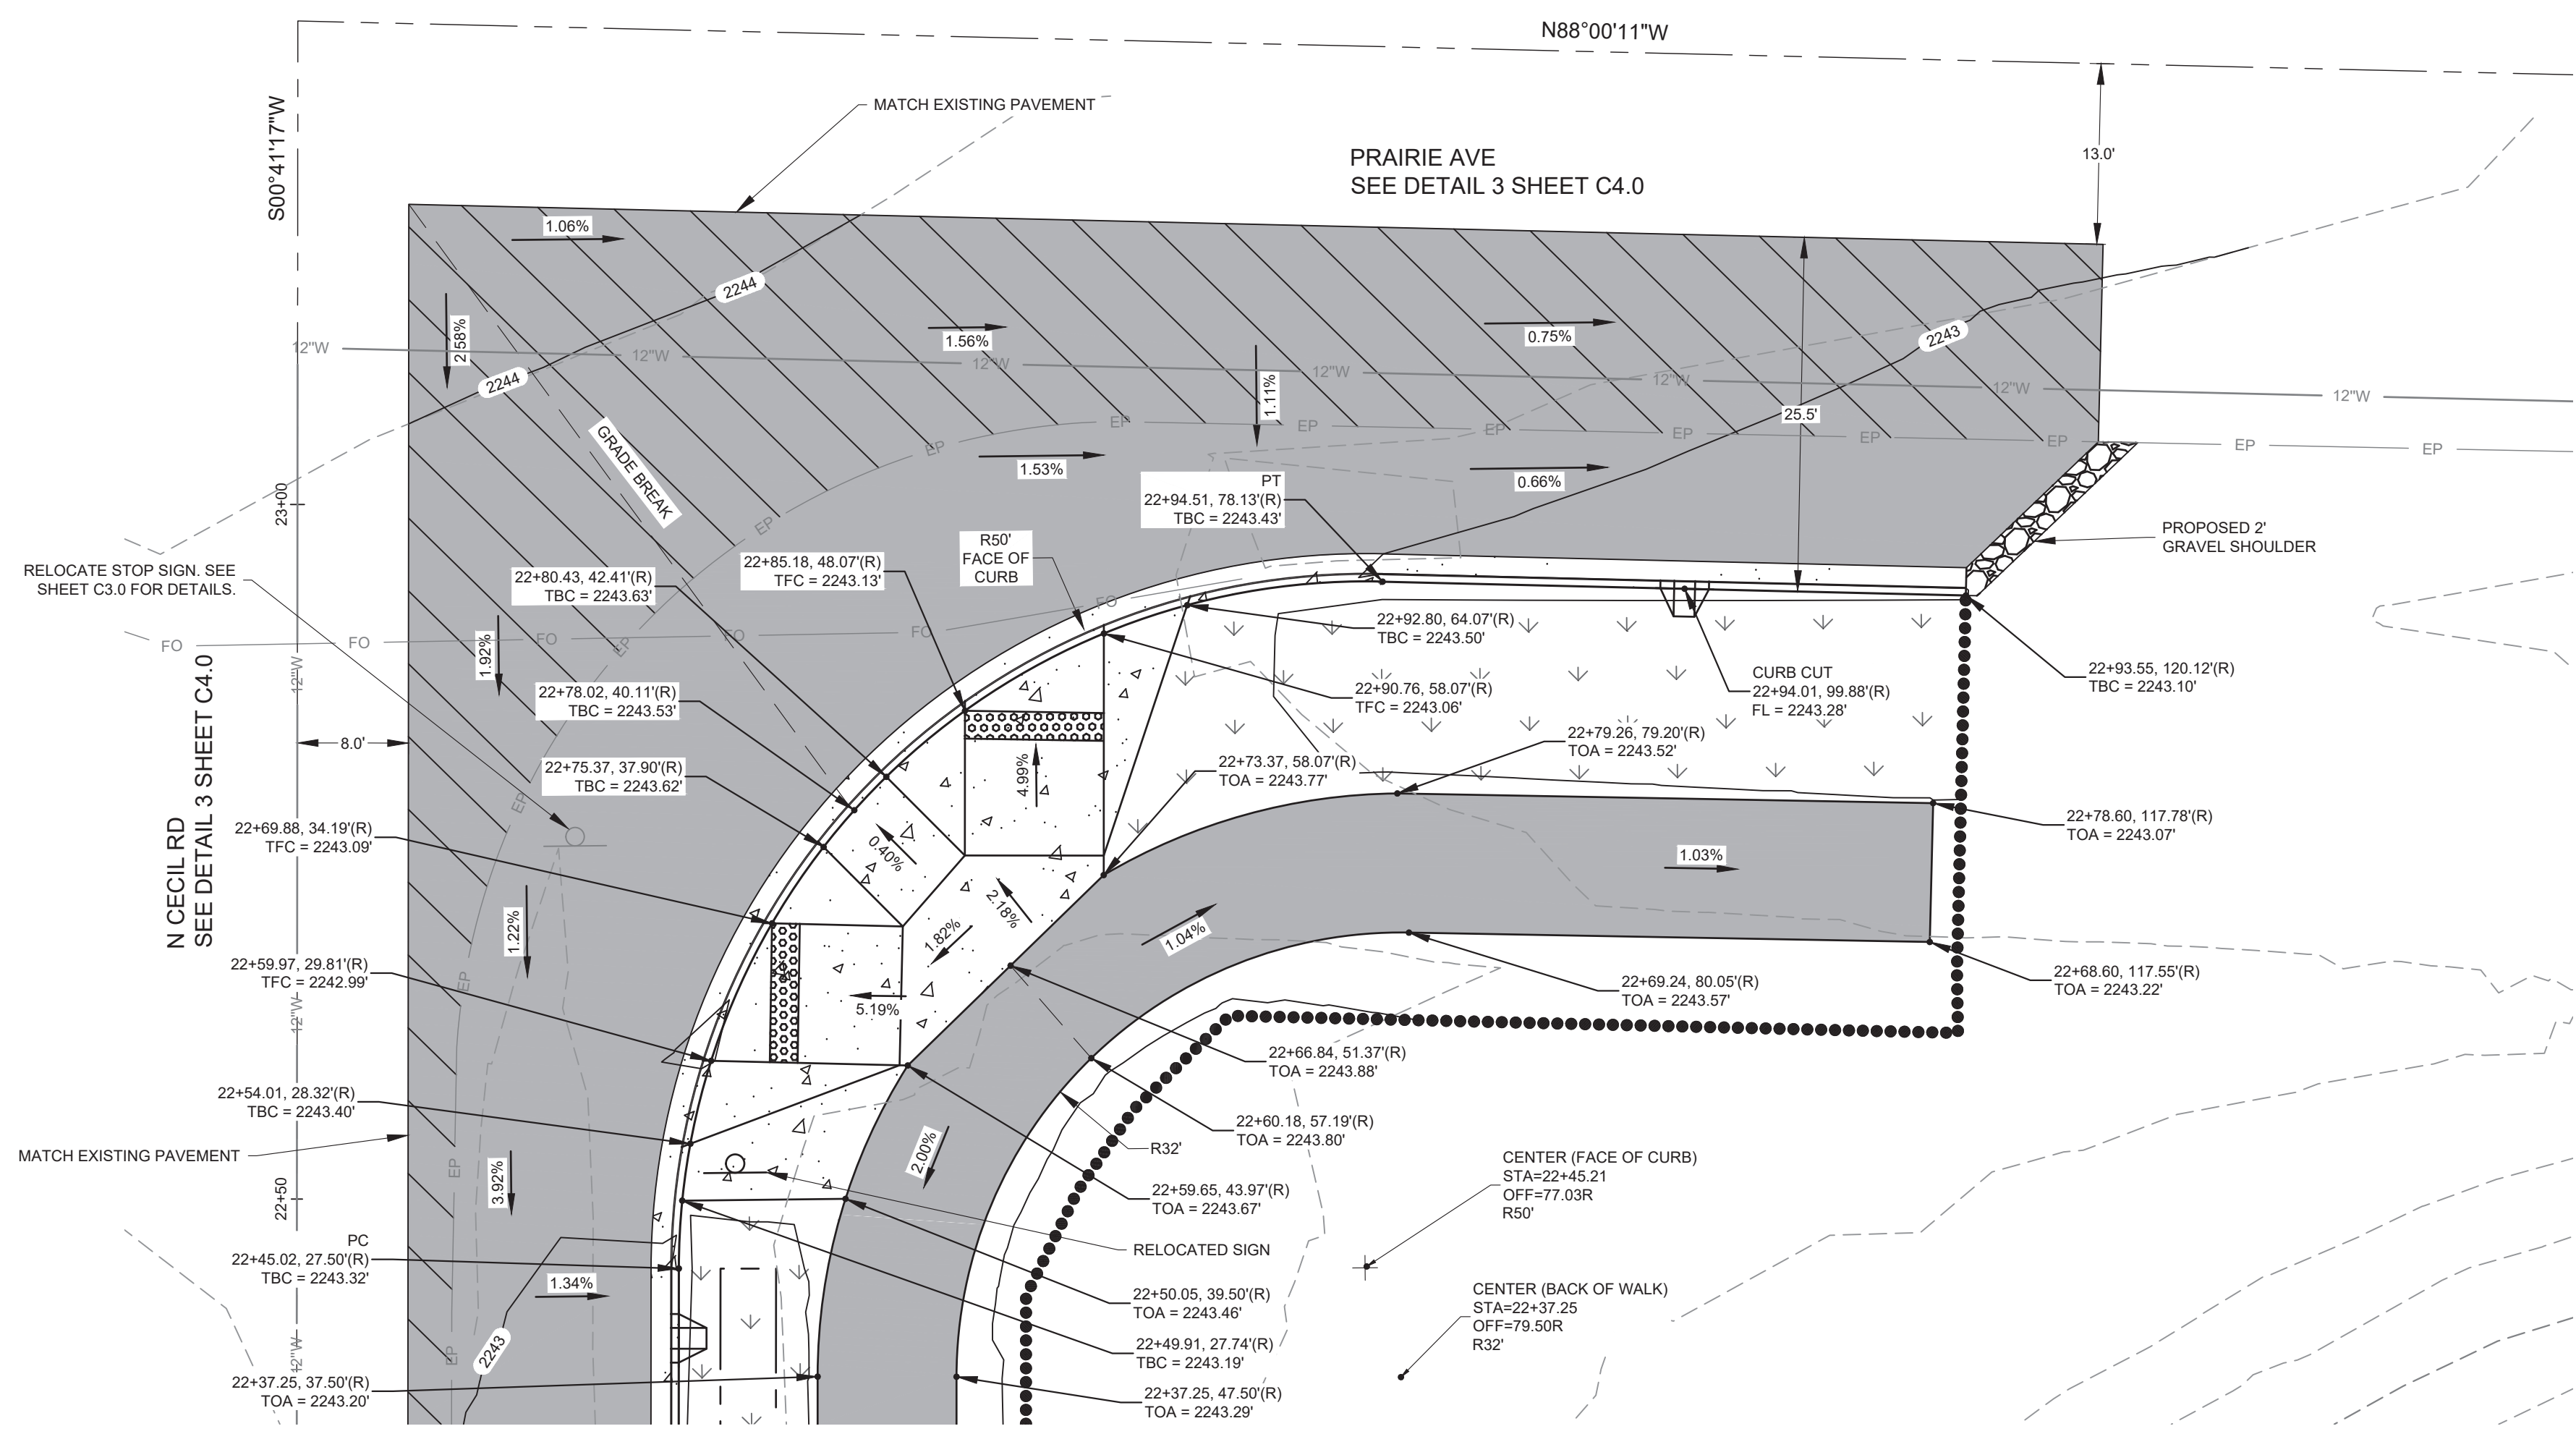 N88°00'11"W
S00°41'17"W
MATCH EXISTING PAVEMENT
PRAIRIE AVE
SEE DETAIL 3 SHEET C4.0
13.0'
1.06%
2244
2.58%
12"W
12"W
1.56%
12"W
12"W
0.75%
12"W
2243
12"W
12"W
2244
1.11%
25.5'
GRADE BREAK
EP
EP
EP
EP
EP
EP
EP
EP
EP
1.53%
0.66%
23+00
EP
PT
22+94.51, 78.13'(R)
TBC = 2243.43'
PROPOSED 2'
GRAVEL SHOULDER
R50'
FACE OF
CURB
RELOCATE STOP SIGN. SEE
SHEET C3.0 FOR DETAILS.
22+80.43, 42.41'(R)
TBC = 2243.63'
22+85.18, 48.07'(R)
TFC = 2243.13'
FO
FO
FO
FO
FO
FO
EP
1.92%
12"W
22+92.80, 64.07'(R)
TBC = 2243.50'
22+78.02, 40.11'(R)
TBC = 2243.53'
22+90.76, 58.07'(R)
TFC = 2243.06'
CURB CUT
22+94.01, 99.88'(R)
FL = 2243.28'
22+93.55, 120.12'(R)
TBC = 2243.10'
N CECIL RD
SEE DETAIL 3 SHEET C4.0
8.0'
22+79.26, 79.20'(R)
TOA = 2243.52'
22+75.37, 37.90'(R)
TBC = 2243.62'
4.99%
22+73.37, 58.07'(R)
TOA = 2243.77'
EP
22+69.88, 34.19'(R)
TFC = 2243.09'
22+78.60, 117.78'(R)
TOA = 2243.07'
0.40%
1.03%
1.22%
2.18%
1.82%
1.04%
22+59.97, 29.81'(R)
TFC = 2242.99'
EP
22+69.24, 80.05'(R)
TOA = 2243.57'
22+68.60, 117.55'(R)
TOA = 2243.22'
12"W
5.19%
22+66.84, 51.37'(R)
TOA = 2243.88'
22+54.01, 28.32'(R)
TBC = 2243.40'
22+60.18, 57.19'(R)
TOA = 2243.80'
MATCH EXISTING PAVEMENT
EP
2.00%
R32'
3.92%
22+50
CENTER (FACE OF CURB)
STA=22+45.21
OFF=77.03R
R50'
22+59.65, 43.97'(R)
TOA = 2243.67'
RELOCATED SIGN
PC
22+45.02, 27.50'(R)
TBC = 2243.32'
1.34%
22+50.05, 39.50'(R)
TOA = 2243.46'
CENTER (BACK OF WALK)
STA=22+37.25
OFF=79.50R
R32'
2243
EP
12"W
22+49.91, 27.74'(R)
TBC = 2243.19'
22+37.25, 37.50'(R)
TOA = 2243.20'
22+37.25, 47.50'(R)
TOA = 2243.29'